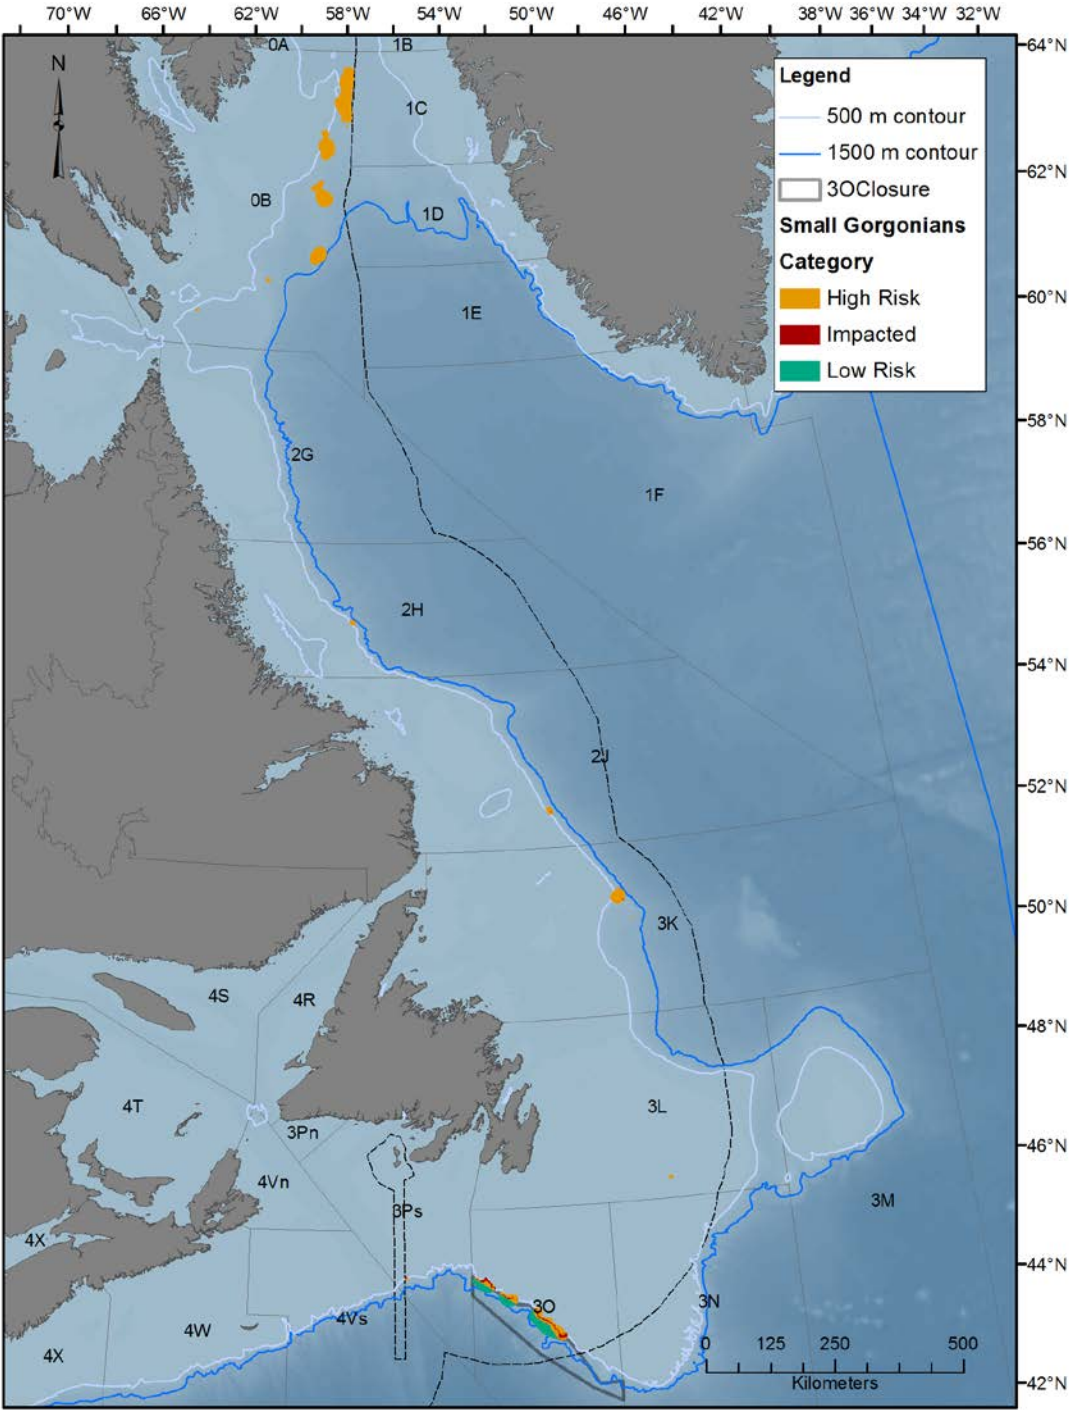 70°W 66°W 62°W 58°W 54°W 50°W 46°W 42°W 38°W 36°W 34°W 32°W
64°N
62°N
60°N
58°N
56°N
54°N
52°N
50°N
48°N
46°N
44°N
42°N
N
Legend
500 m contour
1500 m contour
3OClosure
Small Gorgonians
Category
High Risk
Impacted
Low Risk
0A
1B
1C
0B
1D
1E
2G
1F
2H
2J
3K
4S
4R
4T
3L
3Pn
4Vn
3M
3Ps
4X
3O
3N
4Vs
4W
4X
0 125 250 500
Kilometers